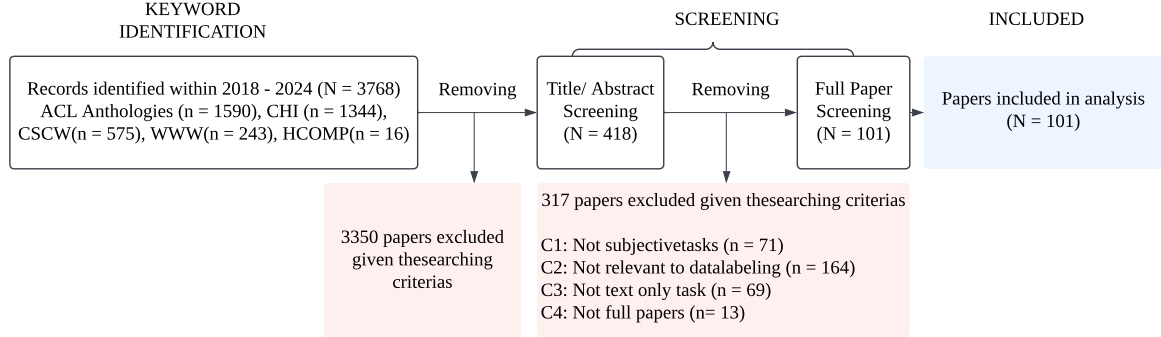 KEYWORD
IDENTIFICATION
SCREENING
INCLUDED
Records identified within 2018 - 2024 (N = 3768)
ACL Anthologies (n = 1590), CHI (n = 1344),
CSCW(n = 575), WWW(n = 243), HCOMP(n = 16)
Removing
Title/ Abstract
Screening
(N = 418)
Removing
Full Paper
Screening
(N = 101)
Papers included in analysis
(N = 101)
3350 papers excluded
given thesearching
criterias
317 papers excluded given thesearching criterias
C1: Not subjectivetasks (n = 71)
C2: Not relevant to datalabeling (n = 164)
C3: Not text only task (n = 69)
C4: Not full papers (n= 13)